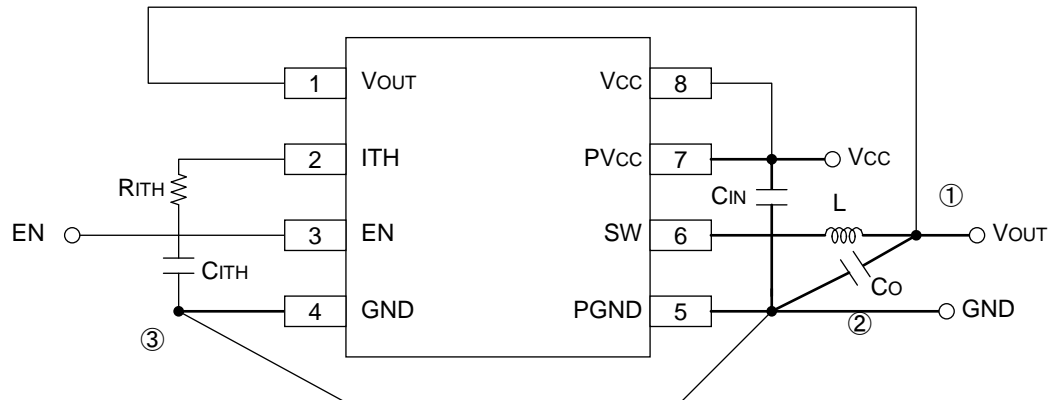 1 VOUT VCC 8
2 ITH PVCC 7 VCC
RITH CIN L ①
EN 3 EN SW 6 VOUT
CITH CO
4 GND PGND 5 GND
③ ②